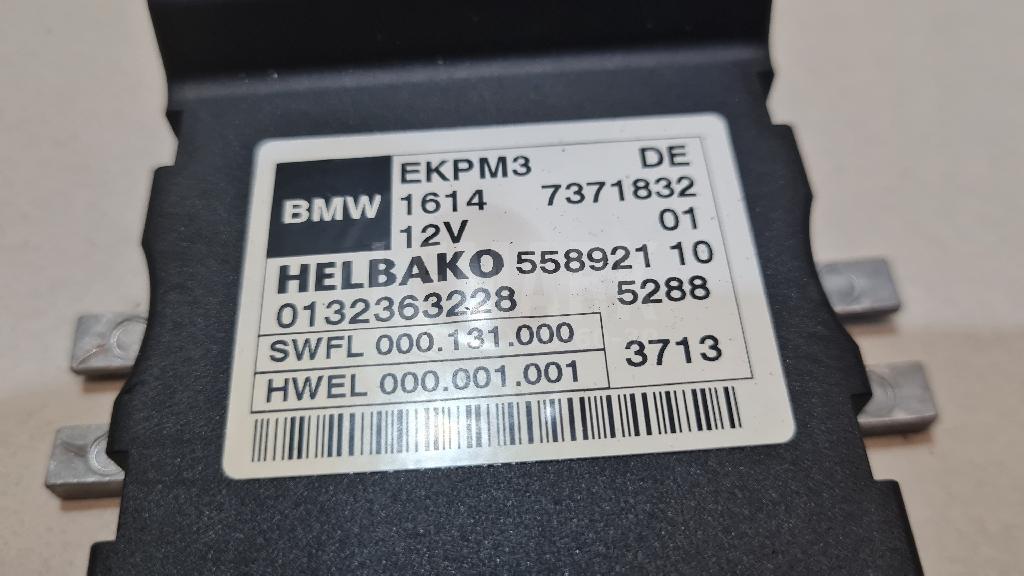 BMW EKPM3 DE
1614 7371832
12V 01
HELBAKO 558921 10
0132363228 5288
SWFL 000.131.000 3713
HWEL 000.001.001